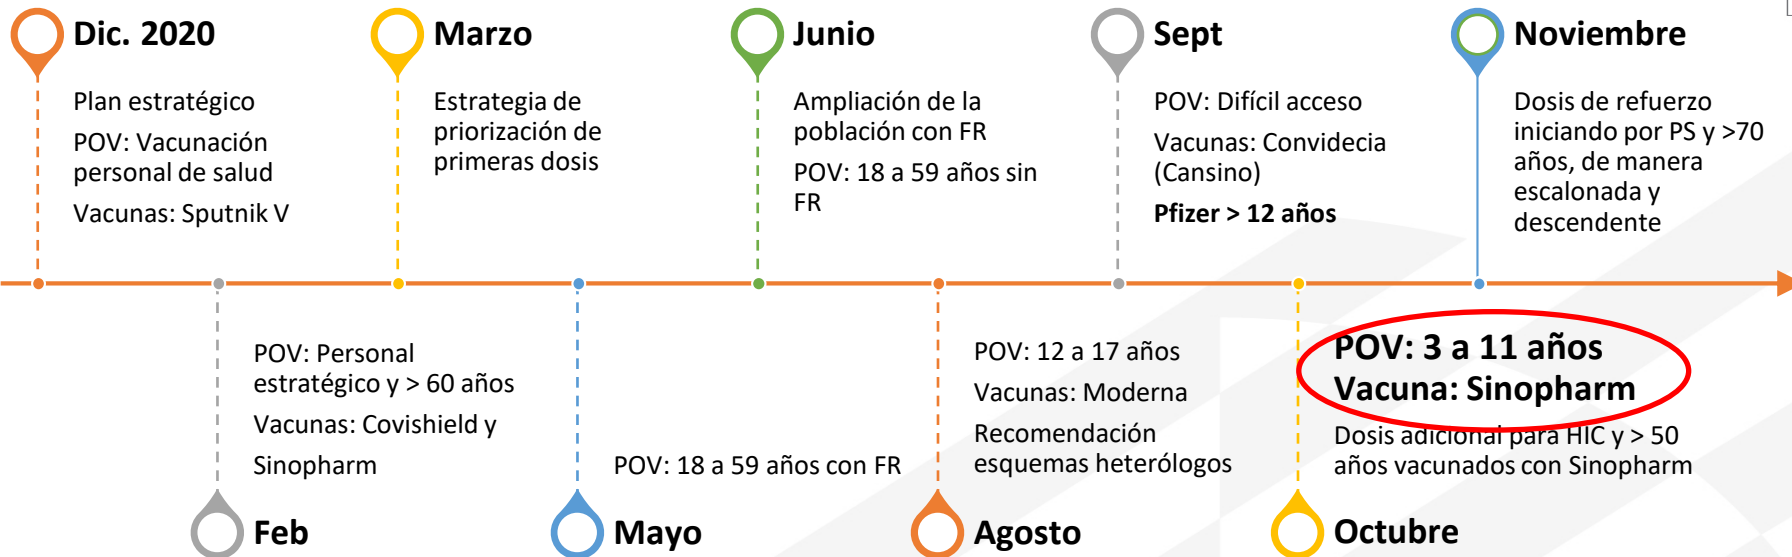 Dic. 2020
Plan estratégico
POV: Vacunación
personal de salud
Vacunas: Sputnik V
Marzo
Estrategia de
priorización de
primeras dosis
Junio
Ampliación de la
población con FR
POV: 18 a 59 años sin
FR
Sept
POV: Difícil acceso
Vacunas: Convidecia
(Cansino)
Pfizer > 12 años
Noviembre
Dosis de refuerzo
iniciando por PS y >70
años, de manera
escalonada y
descendente
POV: Personal
estratégico y > 60 años
Vacunas: Covishield y
Sinopharm
Feb
POV: 18 a 59 años con FR
Mayo
POV: 12 a 17 años
Vacunas: Moderna
Recomendación
esquemas heterólogos
Agosto
POV: 3 a 11 años
Vacuna: Sinopharm
Dosis adicional para HIC y > 50
años vacunados con Sinopharm
Octubre